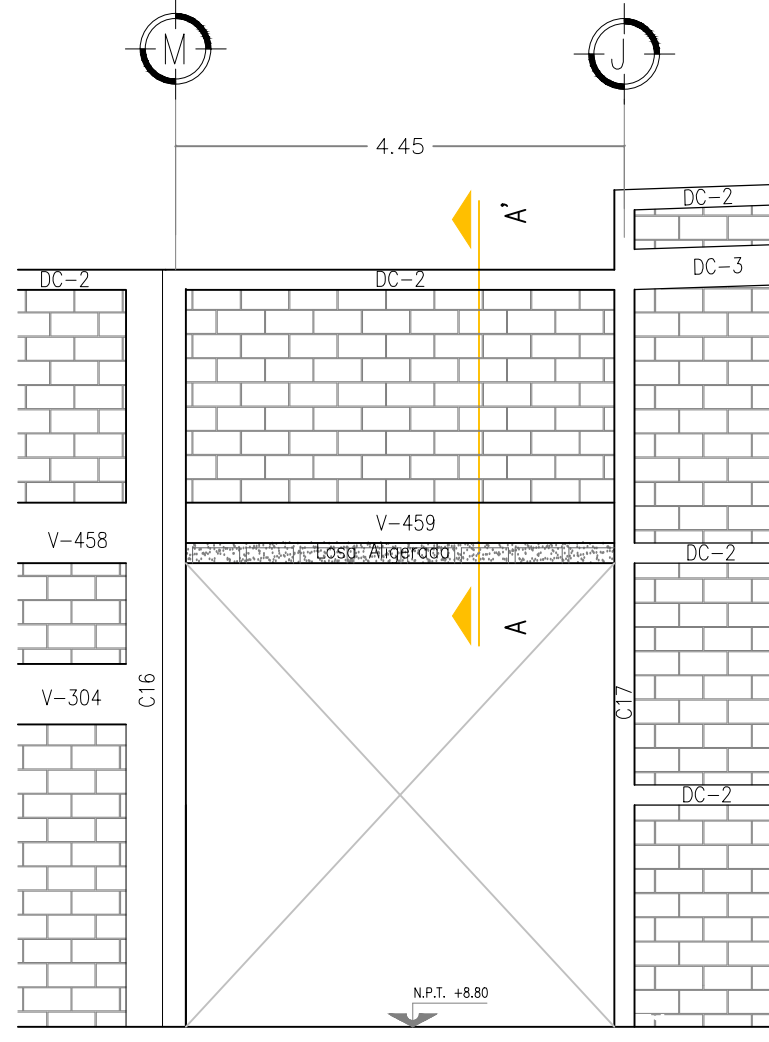 M
J
4.45
A'
DC-2
DC-2
DC-2
DC-3
V-459
V-458
Losa Aligerada
DC-2
A
V-304
C16
C17
DC-2
N.P.T. +8.80